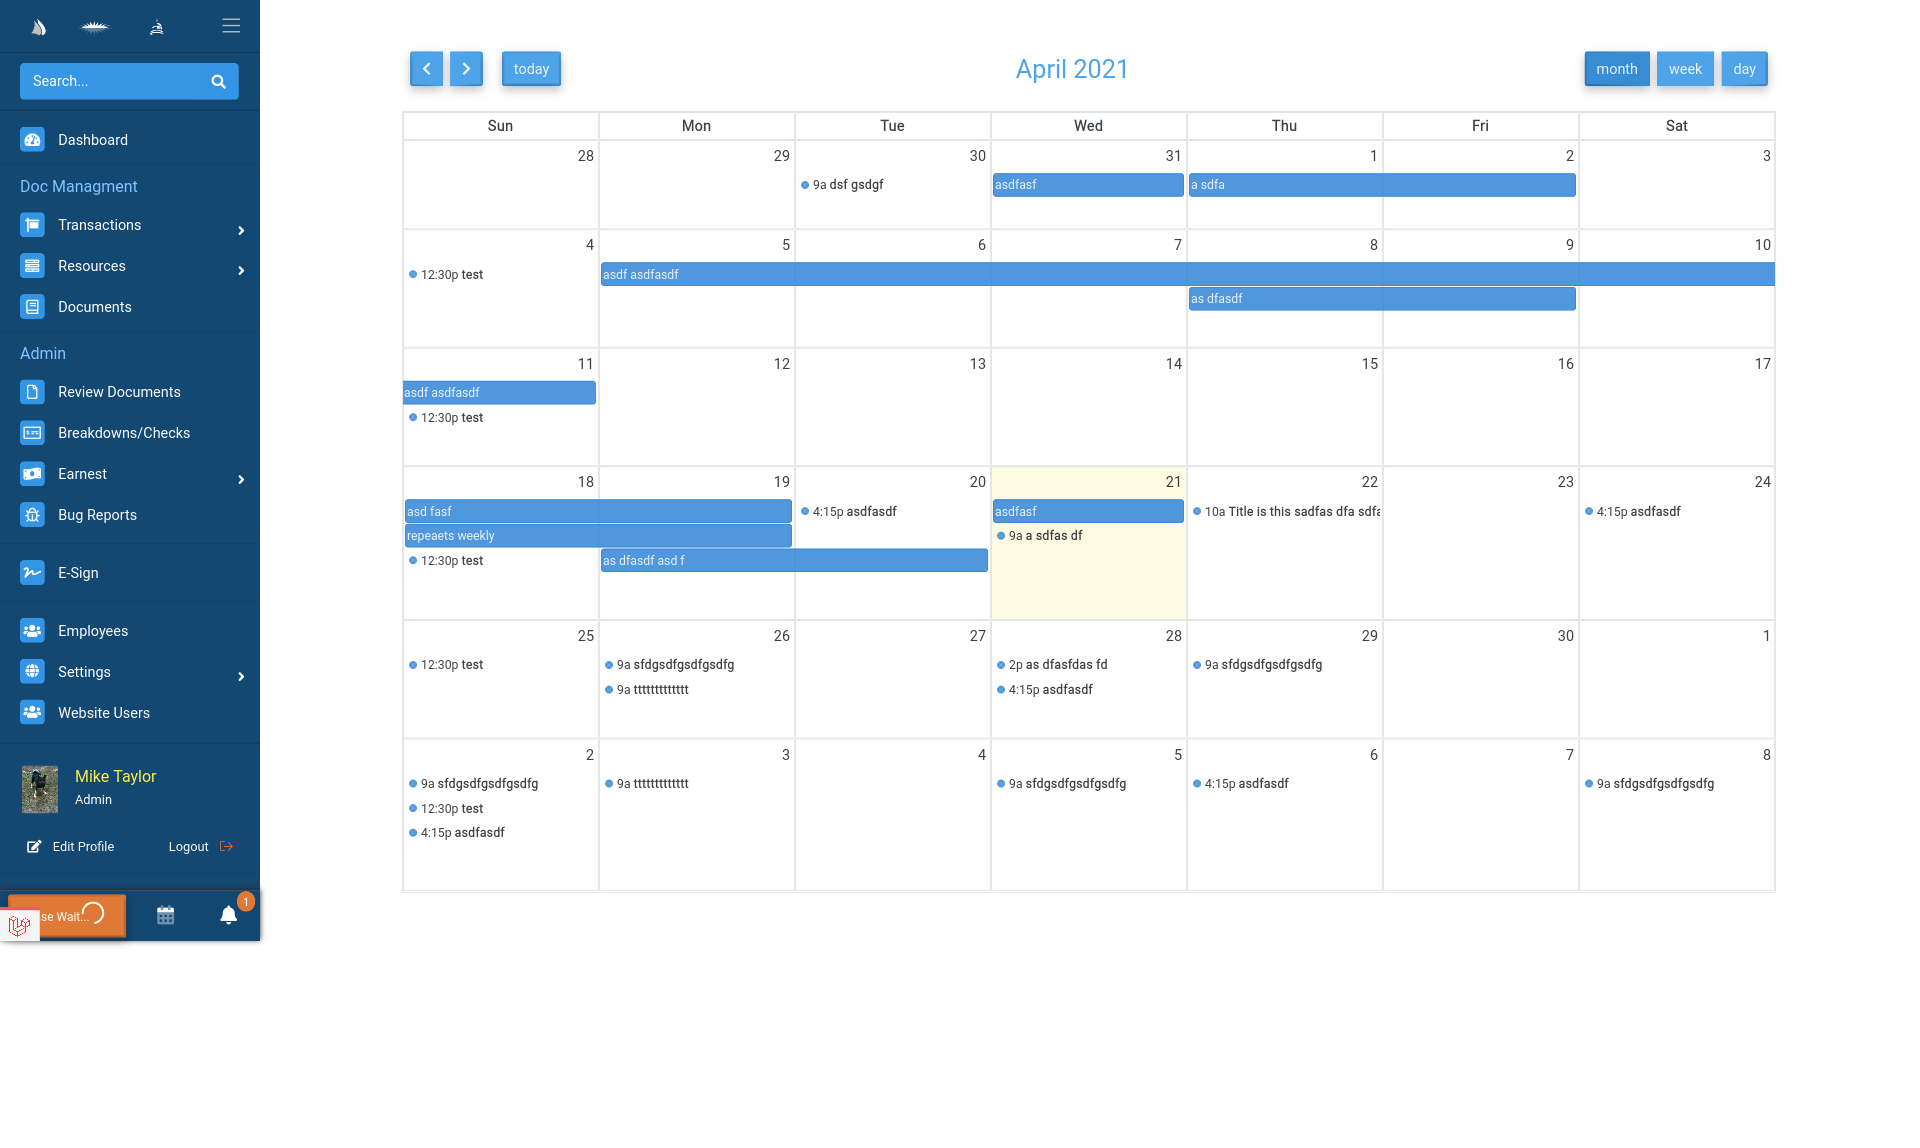 Search...
Dashboard
Doc Managment
Transactions
Resources
Documents
Admin
Review Documents
Breakdowns/Checks
Earnest
Bug Reports
E-Sign
Employees
Settings
Website Users
Mike Taylor
Admin
Edit Profile Logout
se Wait...
1
today
April 2021
month week day
Sun Mon Tue Wed Thu Fri Sat
28 29 30 31 1 2 3
9a dsf gsdgf asdfasf a sdfa
4 5 6 7 8 9 10
12:30p test asdf asdfasdf
as dfasdf
11 12 13 14 15 16 17
asdf asdfasdf
12:30p test
18 19 20 21 22 23 24
asd fasf 4:15p asdfasdf asdfasf 10a Title is this sadfas dfa sdfa 4:15p asdfasdf
repeaets weekly 9a a sdfas df
12:30p test as dfasdf asd f
25 26 27 28 29 30 1
12:30p test 9a sfdgsdfgsdfgsdfg 2p as dfasfdas fd 9a sfdgsdfgsdfgsdfg
9a ttttttttttttt 4:15p asdfasdf
2 3 4 5 6 7 8
9a sfdgsdfgsdfgsdfg 9a ttttttttttttt 9a sfdgsdfgsdfgsdfg 4:15p asdfasdf 9a sfdgsdfgsdfgsdfg
12:30p test
4:15p asdfasdf